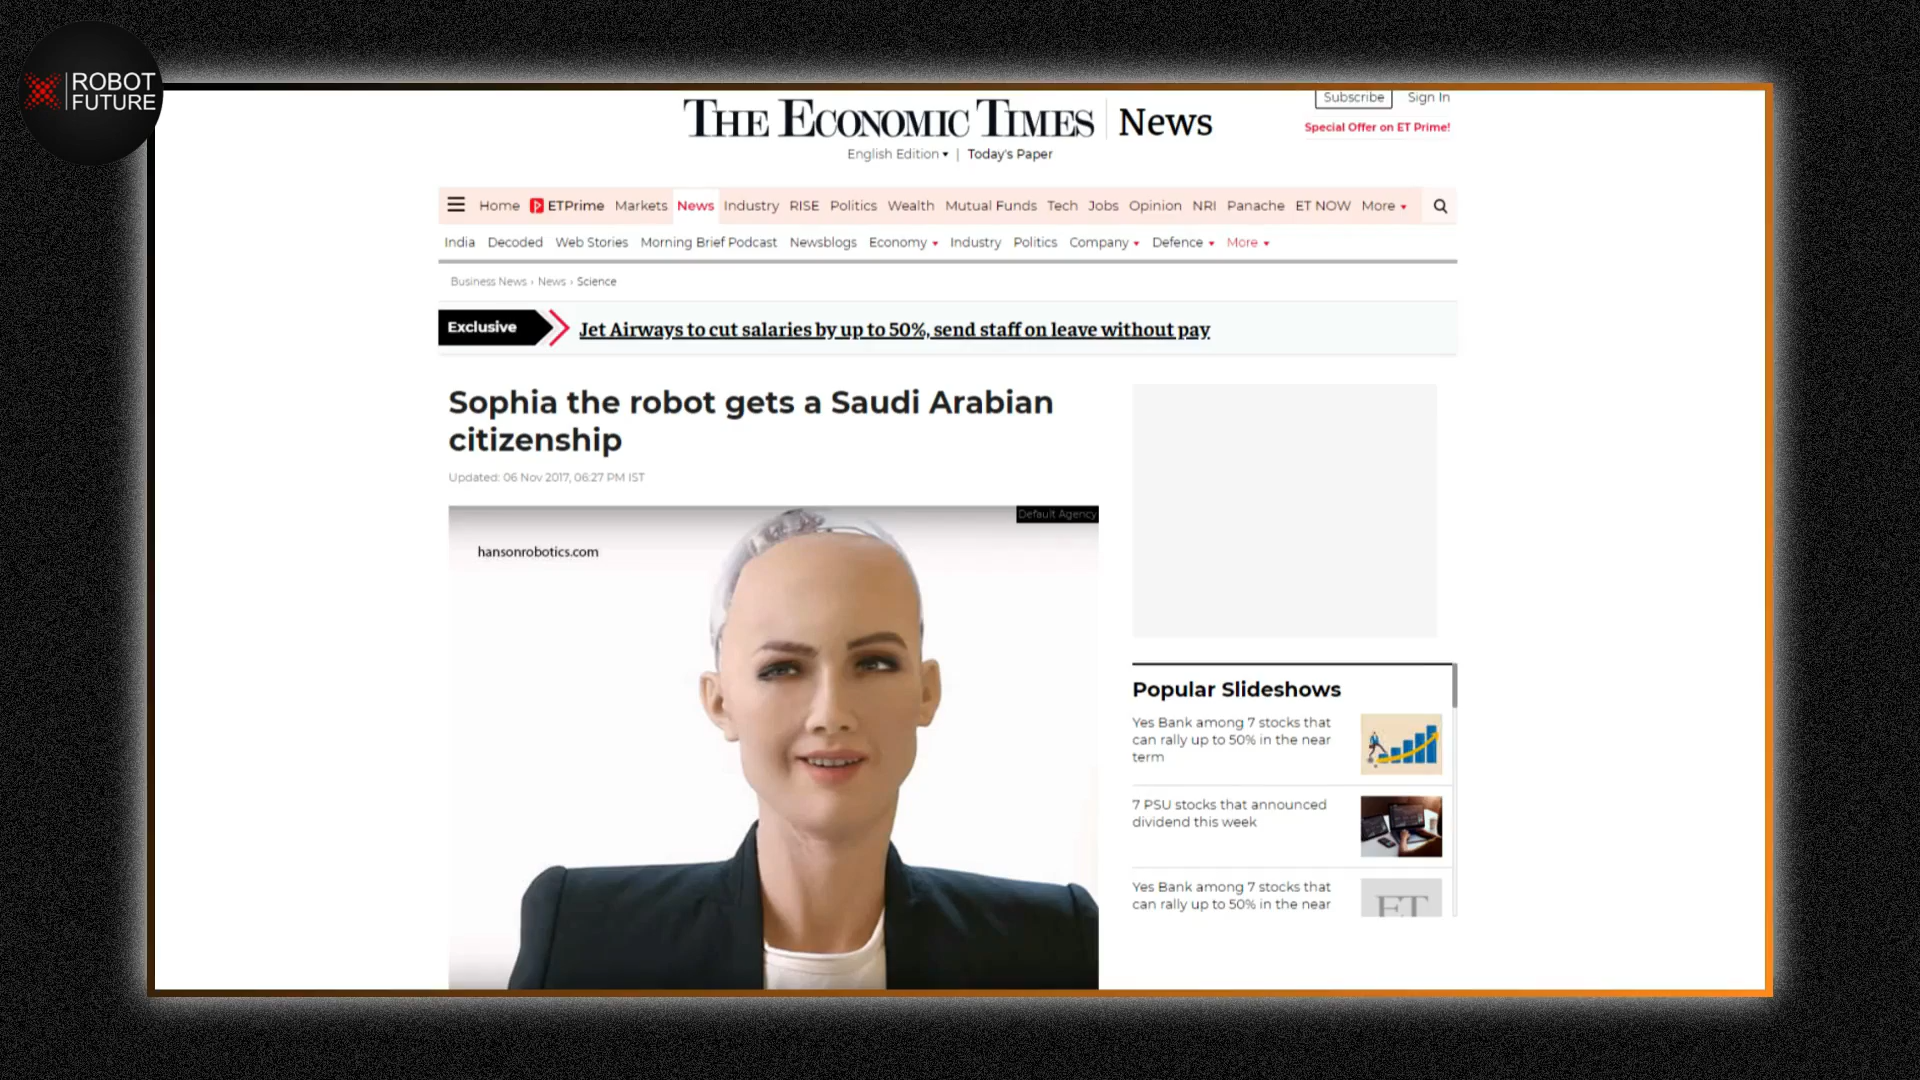 ROBOT
FUTURE
Subscribe Sign In
THE ECONOMIC TIMES News
Special Offer on ET Prime!
English Edition | Today's Paper
Home ETPrime Markets News Industry RISE Politics Wealth Mutual Funds Tech Jobs Opinion NRI Panache ET NOW More
India Decoded Web Stories Morning Brief Podcast Newsblogs Economy Industry Politics Company Defence More
Business News › News › Science
Exclusive Jet Airways to cut salaries by up to 50%, send staff on leave without pay
Sophia the robot gets a Saudi Arabian
citizenship
Updated: 06 Nov 2017, 06:27 PM IST
Default Agency
hansonrobotics.com
Popular Slideshows
Yes Bank among 7 stocks that
can rally up to 50% in the near
term
7 PSU stocks that announced
dividend this week
Yes Bank among 7 stocks that
can rally up to 50% in the near
ET